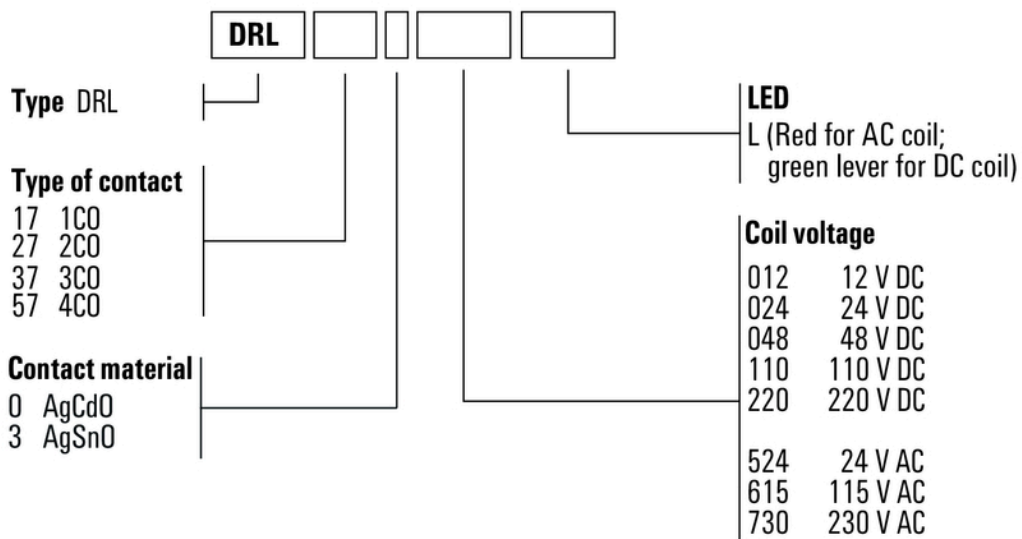 DRL
Type DRL
Type of contact
17 1CO
27 2CO
37 3CO
57 4CO
Contact material
0 AgCdO
3 AgSnO
LED
L (Red for AC coil;
green lever for DC coil)
Coil voltage
012 12 V DC
024 24 V DC
048 48 V DC
110 110 V DC
220 220 V DC
524 24 V AC
615 115 V AC
730 230 V AC